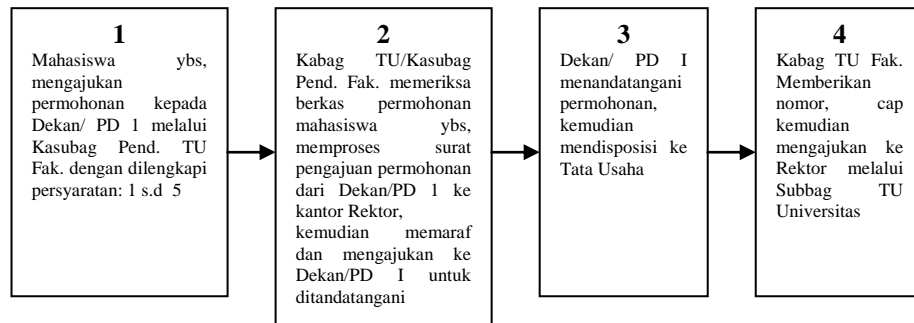 1
Mahasiswa ybs,
mengajukan
permohonan kepada
Dekan/ PD 1 melalui
Kasubag Pend. TU
Fak. dengan dilengkapi
persyaratan: 1 s.d 5
2
Kabag TU/Kasubag
Pend. Fak. memeriksa
berkas permohonan
mahasiswa ybs,
memproses surat
pengajuan permohonan
dari Dekan/PD 1 ke
kantor Rektor,
kemudian memaraf
dan mengajukan ke
Dekan/PD I untuk
ditandatangani
3
Dekan/ PD I
menandatangani
permohonan,
kemudian
mendisposisi ke
Tata Usaha
4
Kabag TU Fak.
Memberikan
nomor, cap
kemudian
mengajukan ke
Rektor melalui
Subbag TU
Universitas